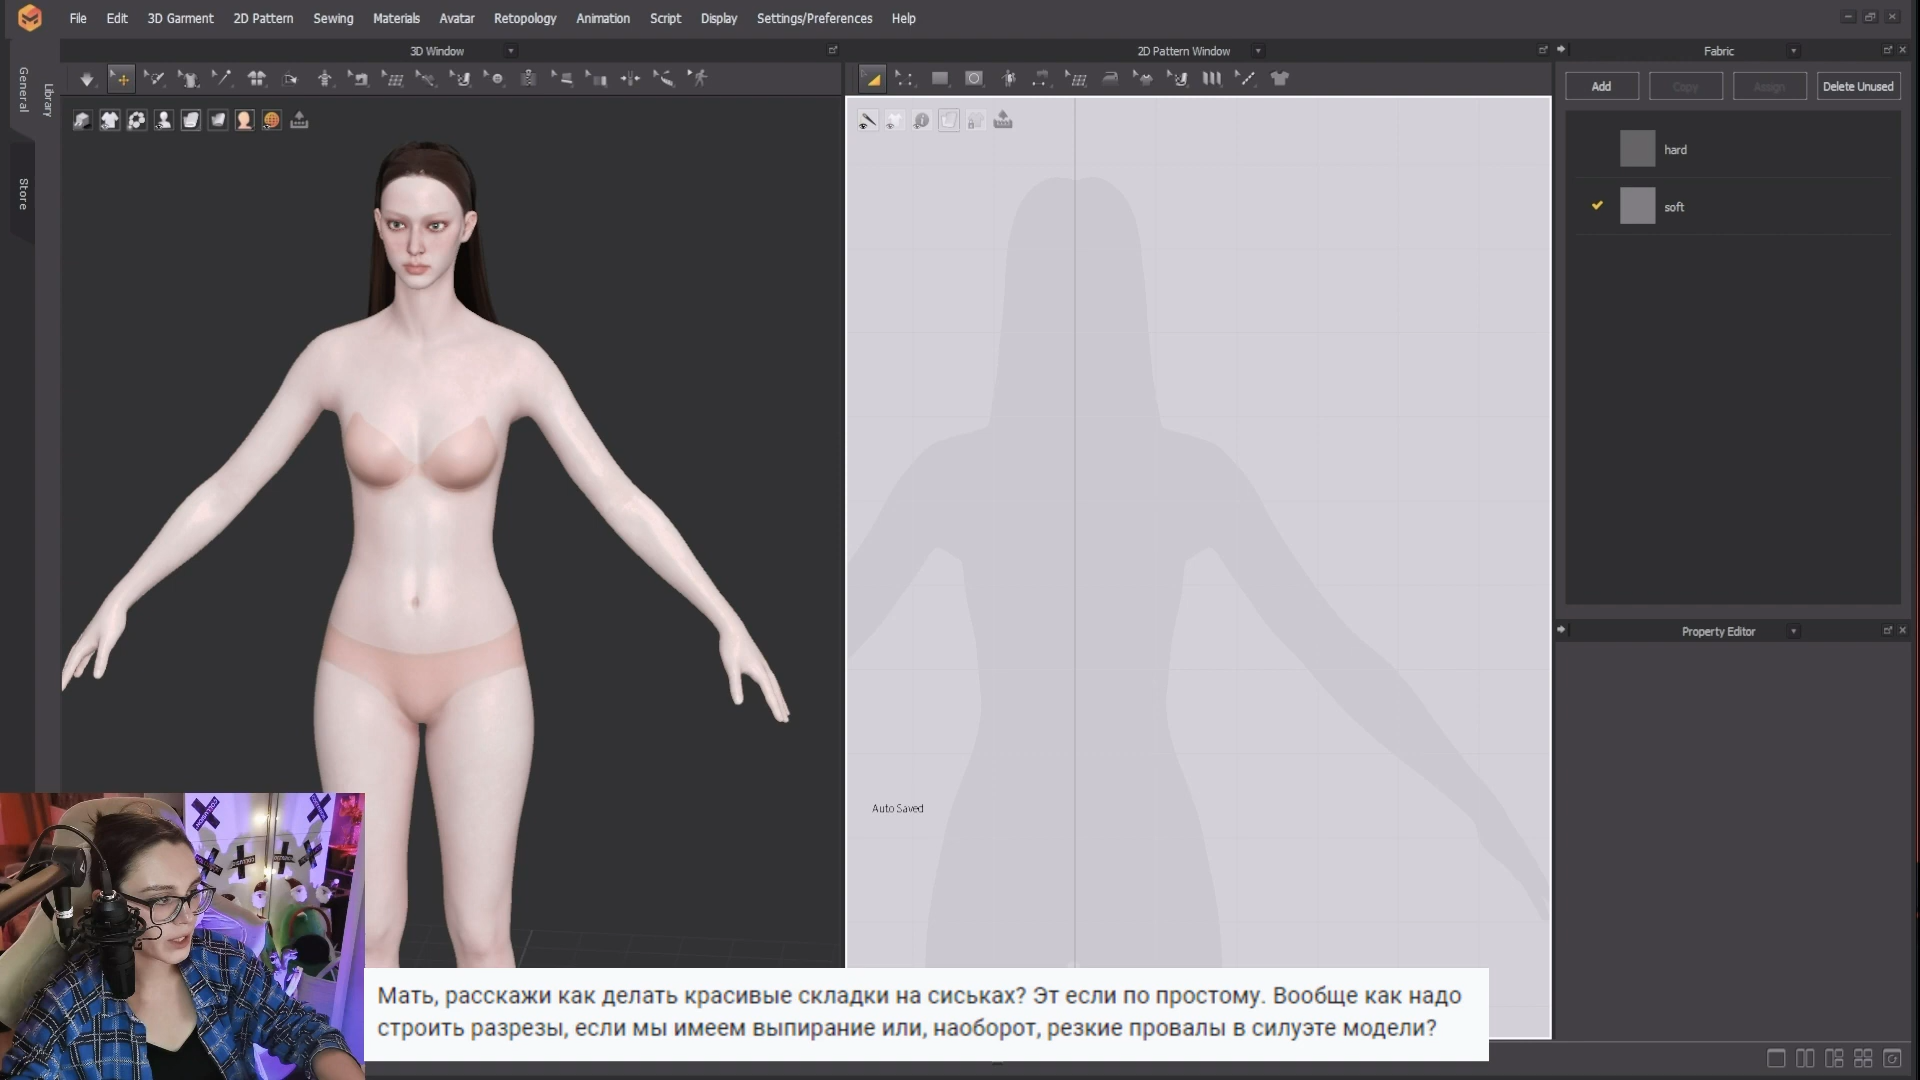 File Edit 3D Garment 2D Pattern Sewing Materials Avatar Retopology Animation Script Display Settings/Preferences Help
3D Window
2D Pattern Window
Fabric
General
Library
Store
Add
Copy
Assign
Delete Unused
hard
soft
Property Editor
Auto Saved
Мать, расскажи как делать красивые складки на сиськах? Эт если по простому. Вообще как надо
строить разрезы, если мы имеем выпирание или, наоборот, резкие провалы в силуэте модели?